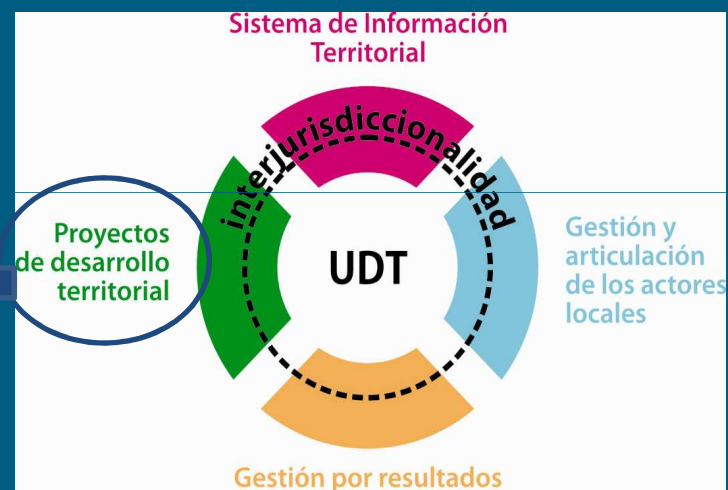 Sistema de Información
Territorial
interjurisdiccionalidad
Proyectos
de desarrollo
territorial
UDT
Gestión y
articulación
de los actores
locales
Gestión por resultados